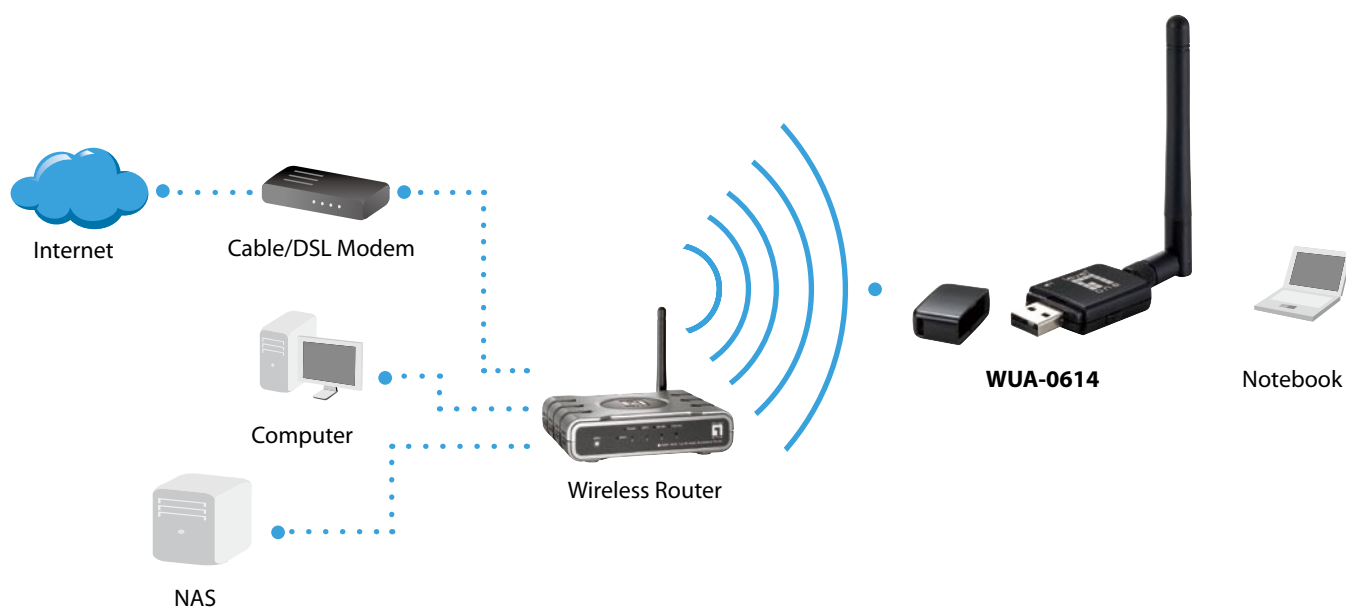 Internet
Cable/DSL Modem
Computer
NAS
Wireless Router
WUA-0614
Notebook